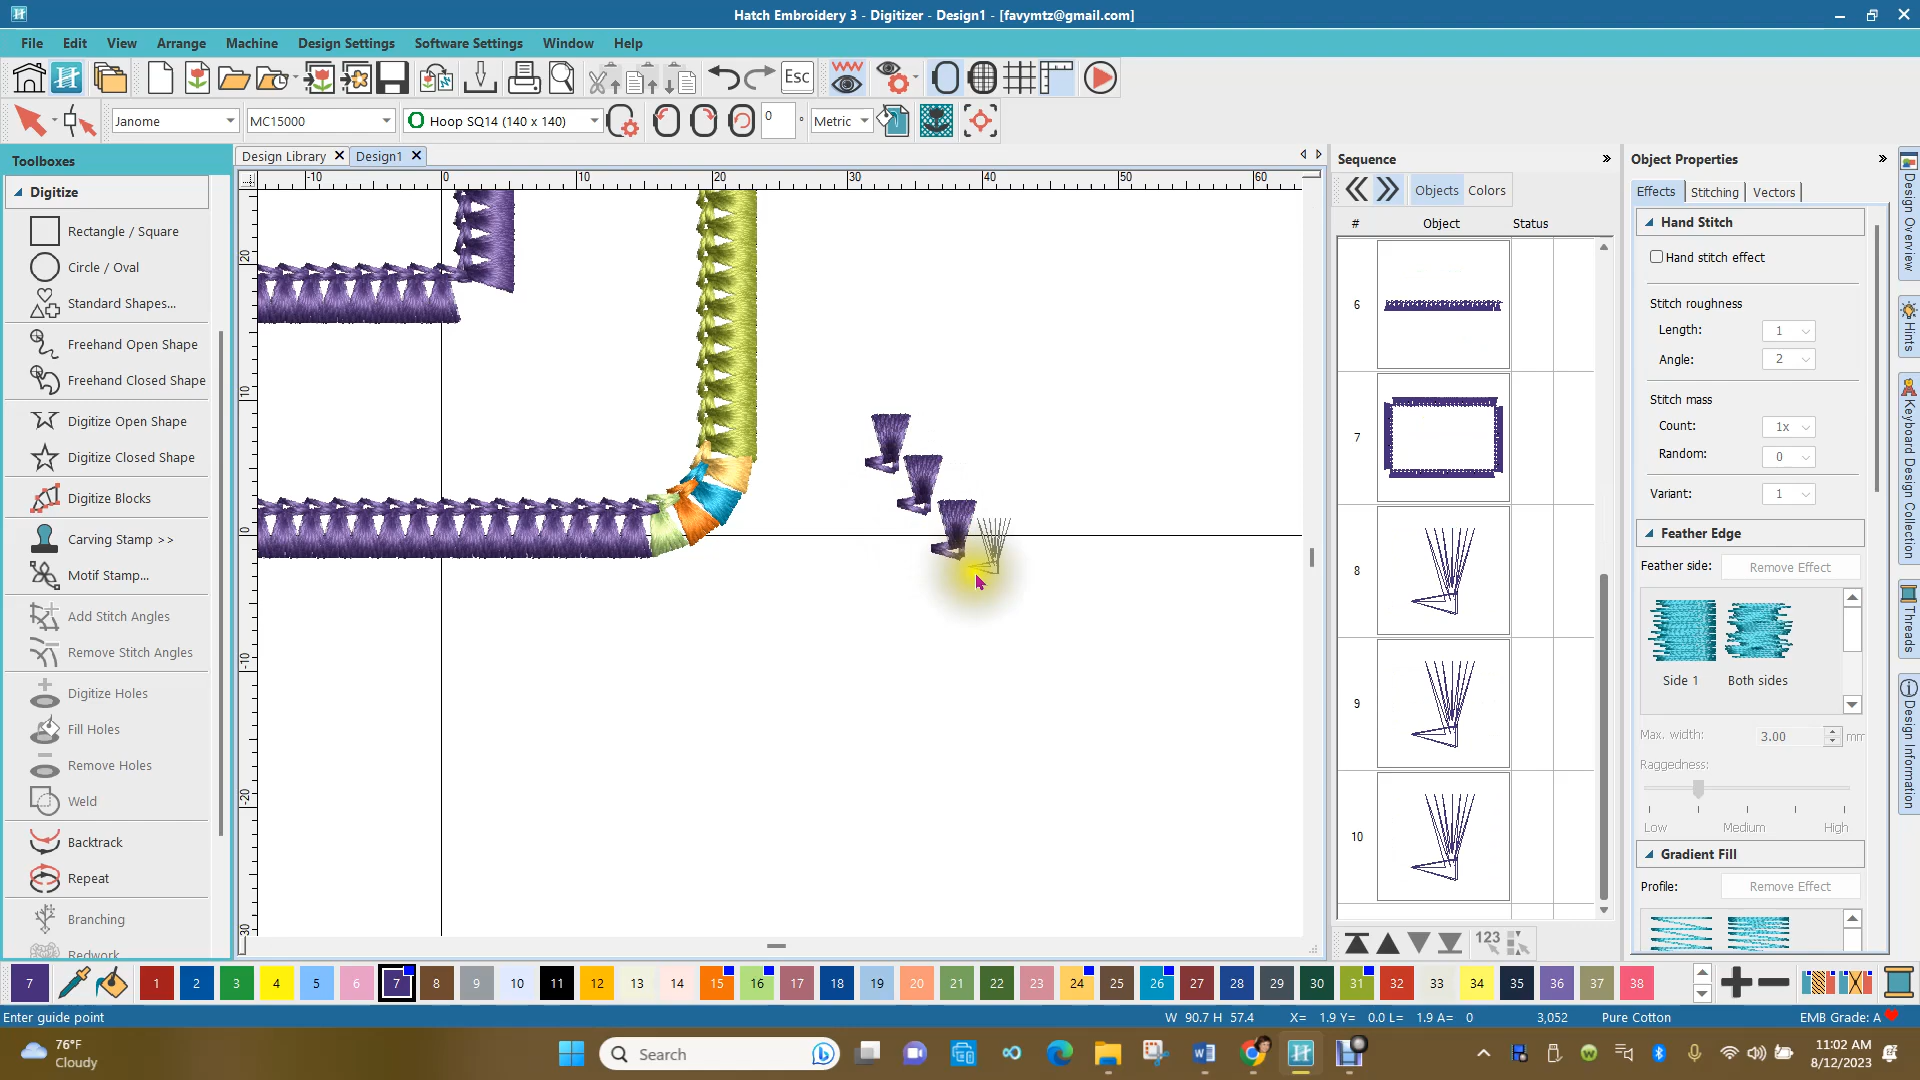 Hatch Embroidery 3 - Digitizer - Design1 - [favymtz@gmail.com]
File Edit View Arrange Machine Design Settings Software Settings Window Help
Esc
Janome MC15000 Hoop SQ14 (140 x 140) 0 ° Metric
Toolboxes
Digitize
Rectangle / Square
Circle / Oval
Standard Shapes...
Freehand Open Shape
Freehand Closed Shape
Digitize Open Shape
Digitize Closed Shape
Digitize Blocks
Carving Stamp >>
Motif Stamp...
Add Stitch Angles
Remove Stitch Angles
Digitize Holes
Fill Holes
Remove Holes
Weld
Backtrack
Repeat
Branching
Redwork
Design Library Design1
-10 0 10 20 30 40 50 60
20
10
0
-10
-20
30
Sequence
Objects Colors
# Object Status
6
7
8
9
10
123
Object Properties
Effects Stitching Vectors
Hand Stitch
Hand stitch effect
Stitch roughness
Length: 1
Angle: 2
Stitch mass
Count: 1x
Random: 0
Variant: 1
Feather Edge
Feather side: Remove Effect
Side 1 Both sides
Max. width: 3.00 mm
Raggedness:
Low Medium High
Gradient Fill
Profile: Remove Effect
Design Overview
Hints
Keyboard Design Collection
Threads
Design Information
7 1 2 3 4 5 6 7 8 9 10 11 12 13 14 15 16 17 18 19 20 21 22 23 24 25 26 27 28 29 30 31 32 33 34 35 36 37 38
Enter guide point W 90.7 H 57.4 X= 1.9 Y= 0.0 L= 1.9 A= 0 3,052 Pure Cotton EMB Grade: A
76°F
Cloudy
Search
11:02 AM
8/12/2023